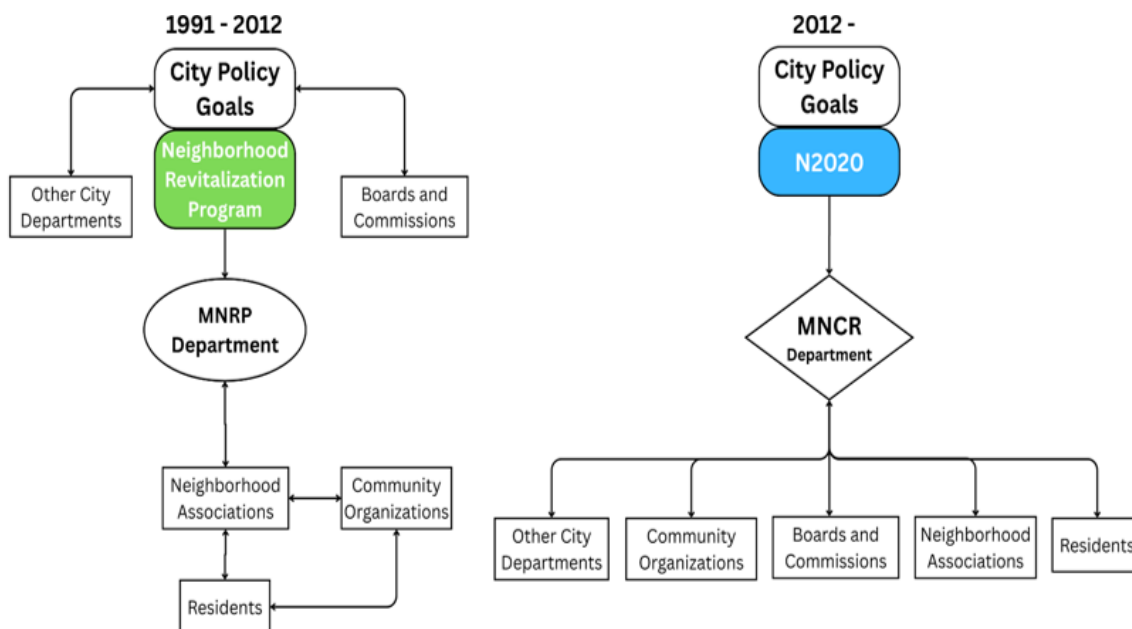 1991 - 2012
City Policy
Goals
Neighborhood
Revitalization
Program
Other City
Departments
Boards and
Commissions
MNRP
Department
Neighborhood
Associations
Community
Organizations
Residents
2012 -
City Policy
Goals
N2020
MNCR
Department
Other City
Departments
Community
Organizations
Boards and
Commissions
Neighborhood
Associations
Residents